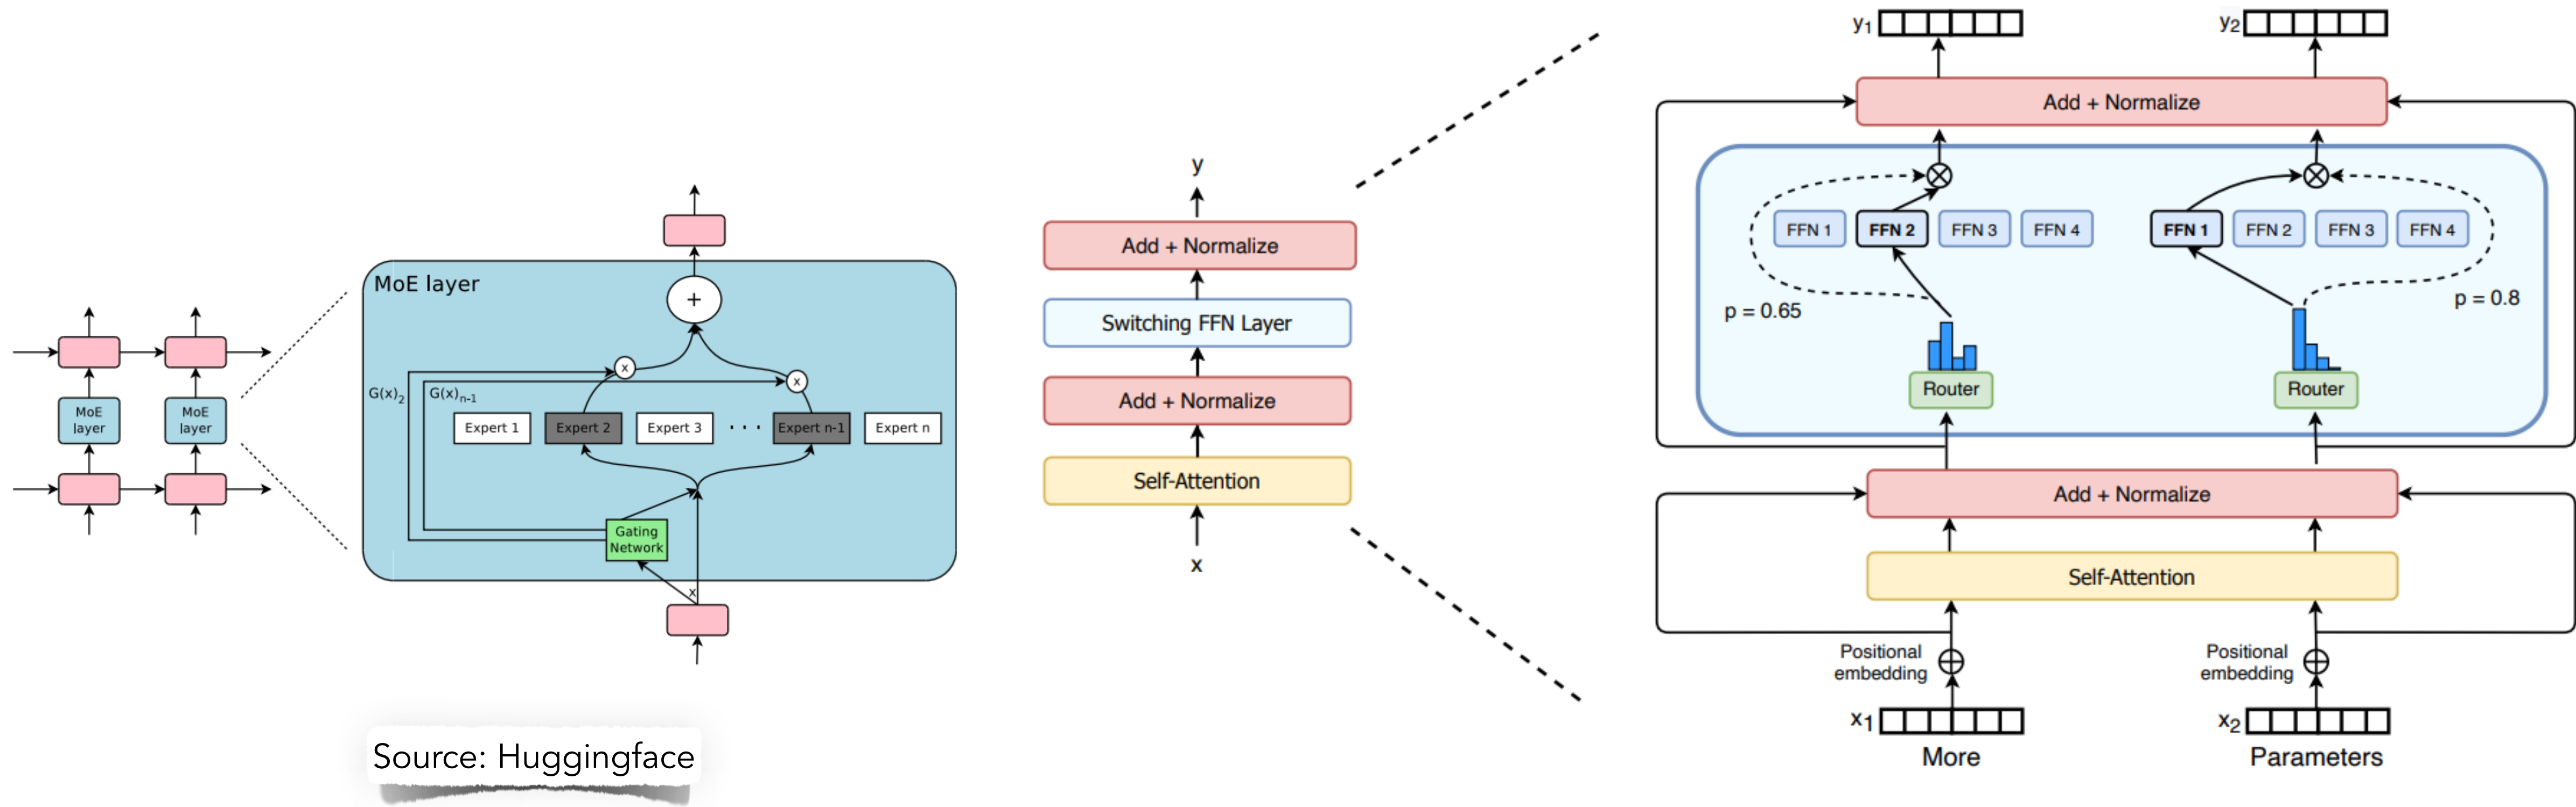 MoE
layer
MoE
layer
MoE layer
+
x
x
G(x)2
G(x)n-1
Expert 1
Expert 2
Expert 3
. . .
Expert n-1
Expert n
Gating
Network
x
Source: Huggingface
y
Add + Normalize
Switching FFN Layer
Add + Normalize
Self-Attention
x
y1
y2
Add + Normalize
FFN 1
FFN 2
FFN 3
FFN 4
FFN 1
FFN 2
FFN 3
FFN 4
p = 0.65
p = 0.8
Router
Router
Add + Normalize
Self-Attention
Positional
embedding
Positional
embedding
x1
x2
More
Parameters